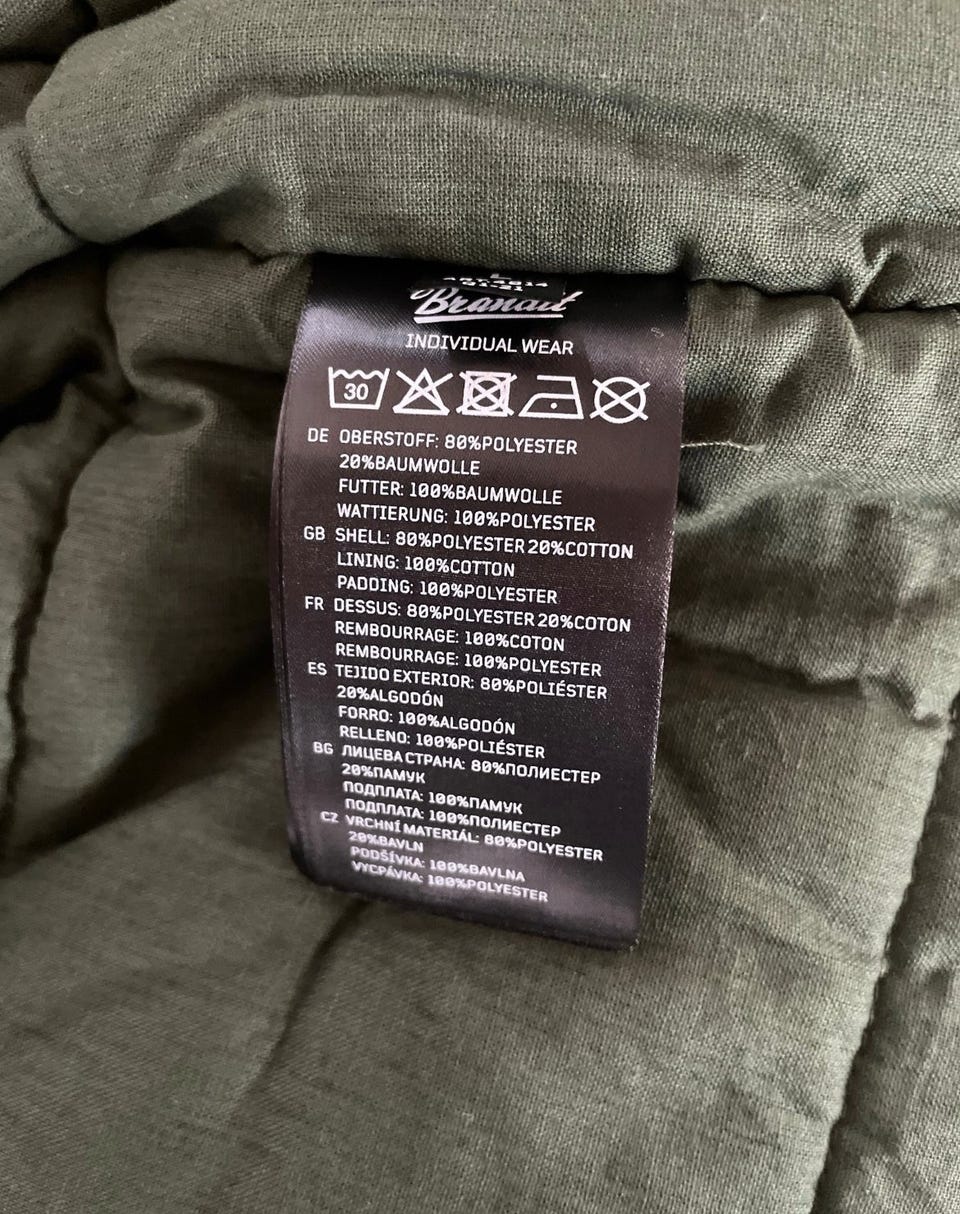 01-21
Brandit
INDIVIDUAL WEAR
30
DE OBERSTOFF: 80%POLYESTER
20%BAUMWOLLE
FUTTER: 100%BAUMWOLLE
WATTIERUNG: 100%POLYESTER
GB SHELL: 80%POLYESTER 20%COTTON
LINING: 100%COTTON
PADDING: 100%POLYESTER
FR DESSUS: 80%POLYESTER 20%COTON
REMBOURRAGE: 100%COTON
REMBOURRAGE: 100%POLYESTER
ES TEJIDO EXTERIOR: 80%POLIÉSTER
20%ALGODÓN
FORRO: 100%ALGODÓN
RELLENO: 100%POLIÉSTER
BG ЛИЦЕВА СТРАНА: 80%ПОЛИЕСТЕР
20%ПАМУК
ПОДПЛАТА: 100%ПАМУК
ПОДПЛАТА: 100%ПОЛИЕСТЕР
CZ VRCHNÍ MATERIÁL: 80%POLYESTER
20%BAVLN
PODŠÍVKA: 100%BAVLNA
VYCPÁVKA: 100%POLYESTER